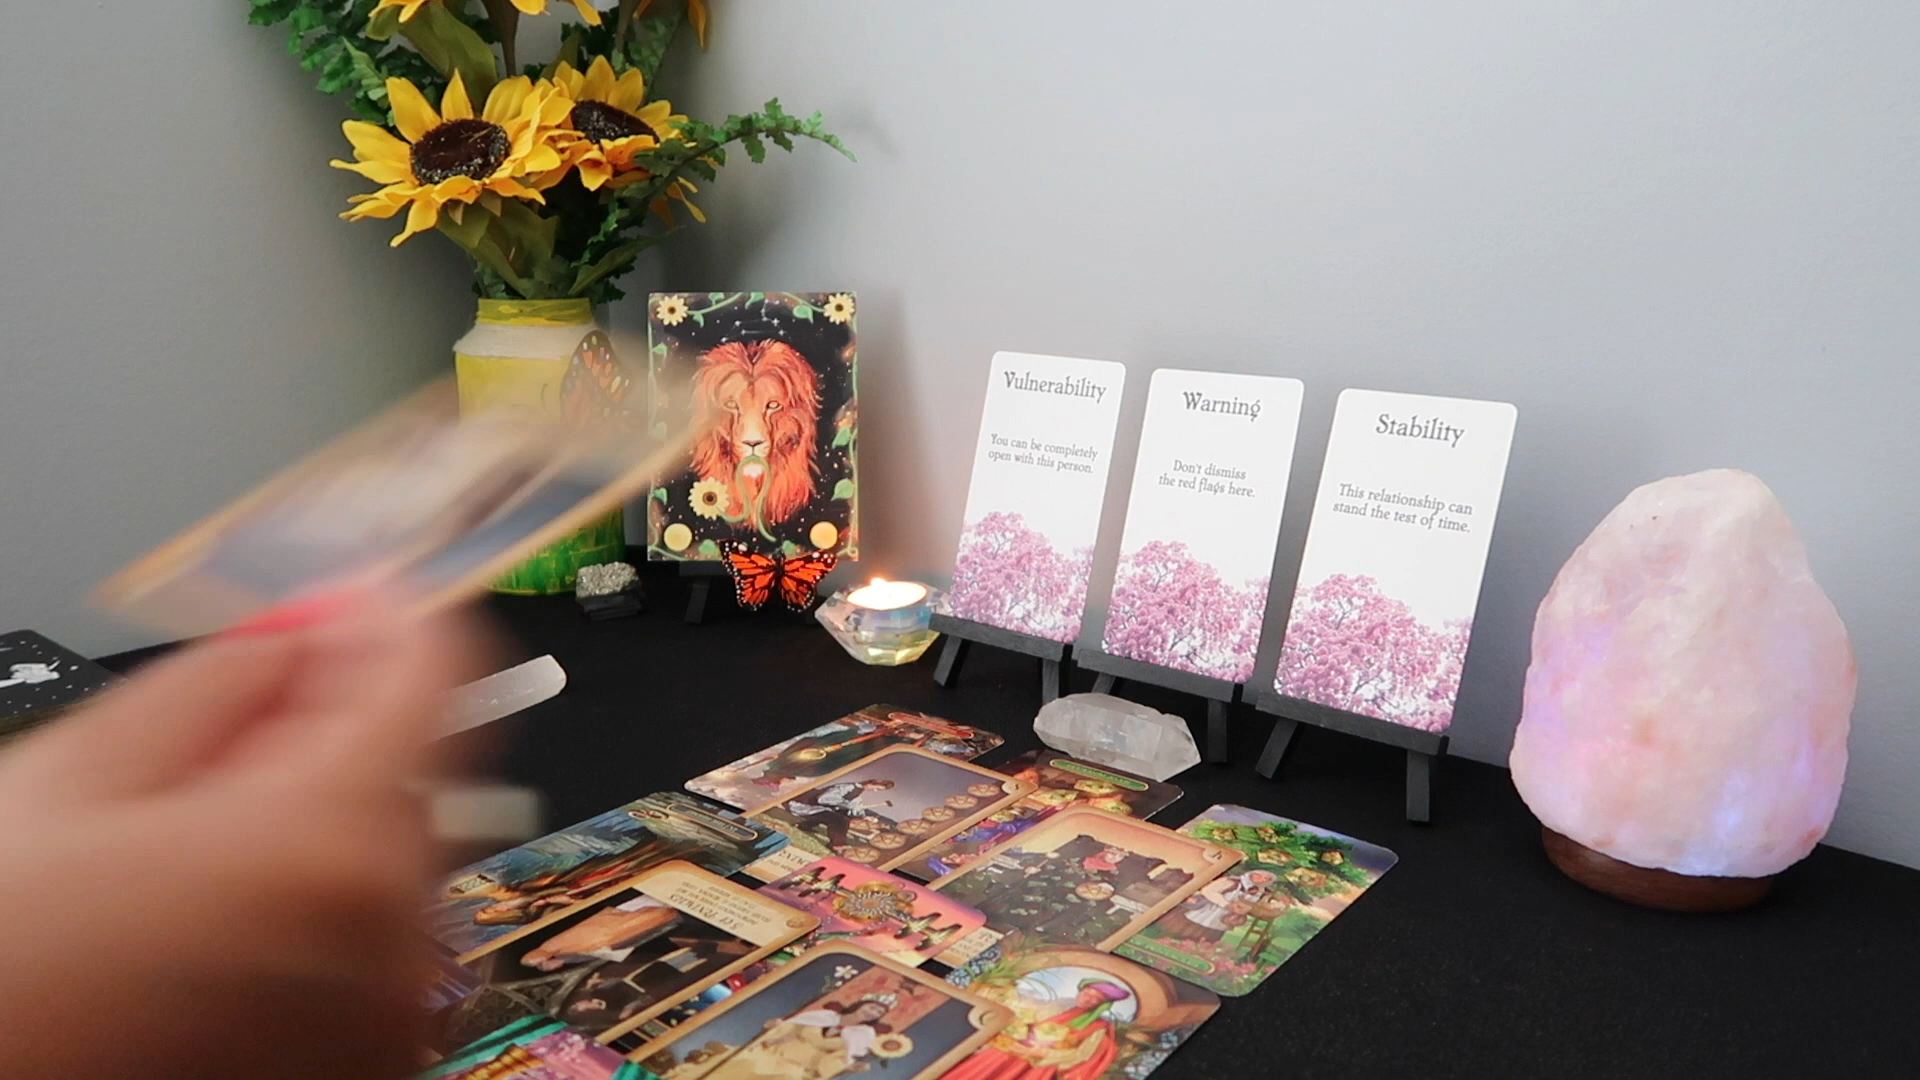 Vulnerability
You can be completely
open with this person.
Warning
Don't dismiss
the red flags here.
Stability
This relationship can
stand the test of time.